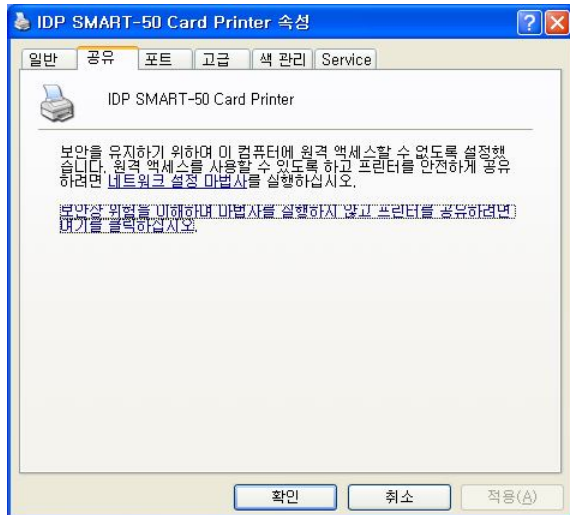 IDP SMART-50 Card Printer 속성
일반 공유 포트 고급 색 관리 Service
IDP SMART-50 Card Printer
보안을 유지하기 위하여 이 컴퓨터에 원격 액세스할 수 없도록 설정했
습니다. 원격 액세스를 사용할 수 있도록 하고 프린터를 안전하게 공유
하려면 네트워크 설정 마법사를 실행하십시오.
보안상 위험을 이해하며 마법사를 실행하지 않고 프린터를 공유하려면
여기를 클릭하십시오.
확인 취소 적용(A)